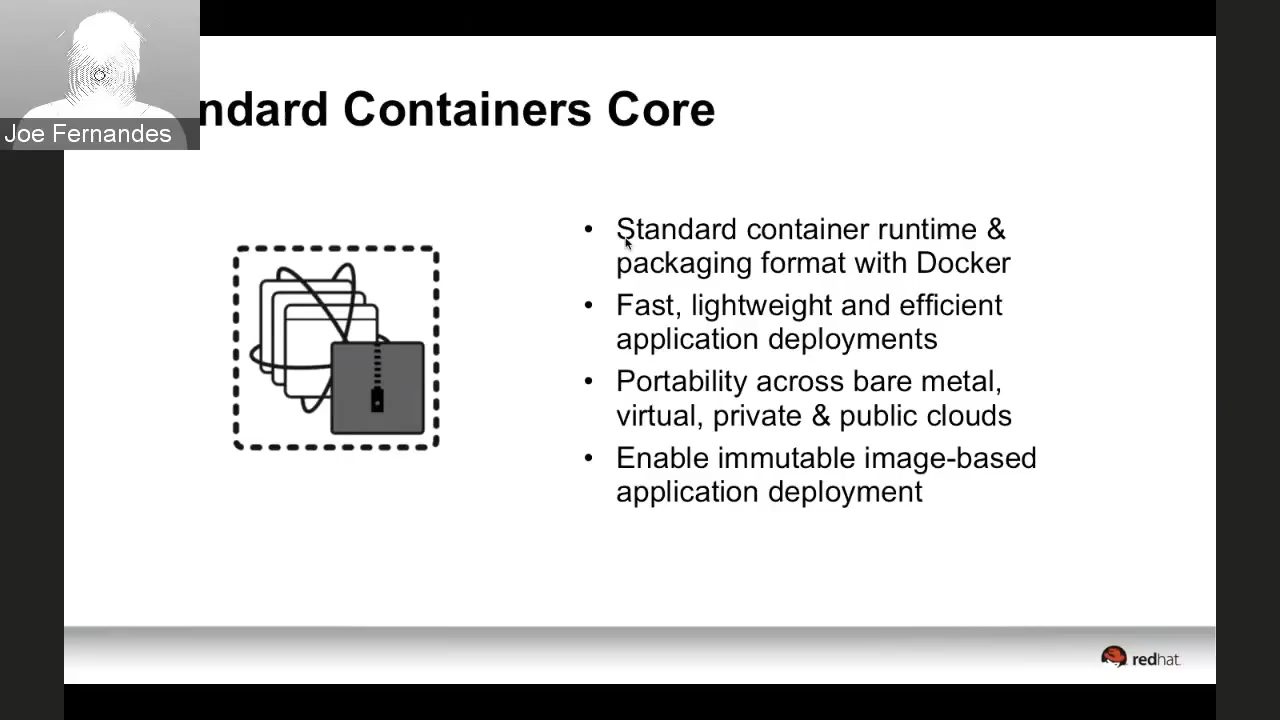 ndard Containers Core
Joe Fernandes
• Standard container runtime &
packaging format with Docker
• Fast, lightweight and efficient
application deployments
• Portability across bare metal,
virtual, private & public clouds
• Enable immutable image-based
application deployment
redhat.